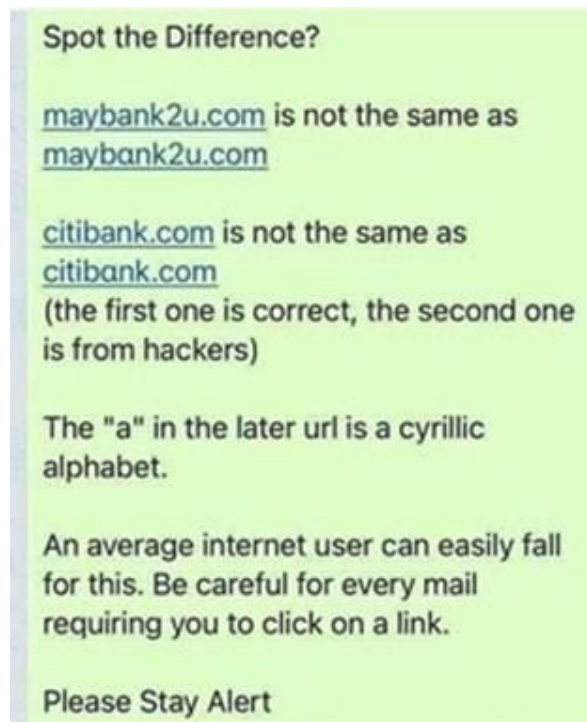 Spot the Difference?
maybank2u.com is not the same as
maybɑnk2u.com
citibank.com is not the same as
citibɑnk.com
(the first one is correct, the second one
is from hackers)
The "a" in the later url is a cyrillic
alphabet.
An average internet user can easily fall
for this. Be careful for every mail
requiring you to click on a link.
Please Stay Alert